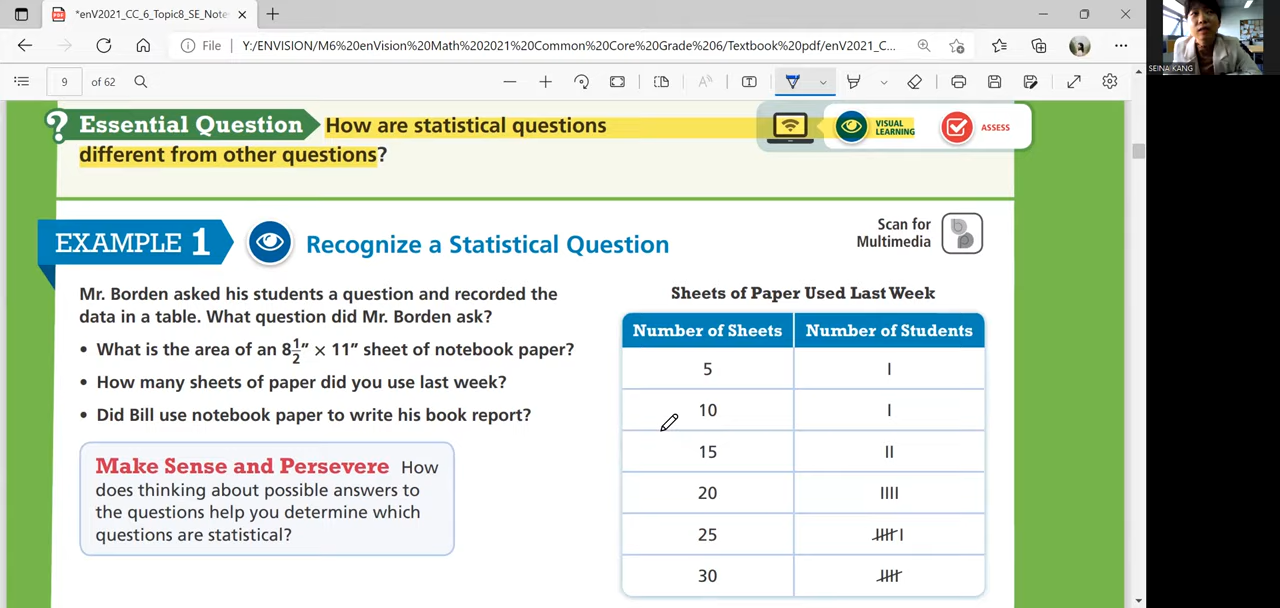 *enV2021_CC_6_Topic8_SE_Note
File
Y:/ENVISION/M6%20enVision%20Math%202021%20Common%20Core%20Grade%206/Textbook%20pdf/enV2021_C...
SEINA KANG
9 of 62
? Essential Question How are statistical questions
different from other questions?
VISUAL
LEARNING
ASSESS
EXAMPLE 1 Recognize a Statistical Question
Scan for
Multimedia
Mr. Borden asked his students a question and recorded the
data in a table. What question did Mr. Borden ask?
• What is the area of an 8 1/2" × 11" sheet of notebook paper?
• How many sheets of paper did you use last week?
• Did Bill use notebook paper to write his book report?
Make Sense and Persevere How
does thinking about possible answers to
the questions help you determine which
questions are statistical?
Sheets of Paper Used Last Week
Number of Sheets Number of Students
5 I
10 I
15 II
20 IIII
25 IIII I
30 IIII